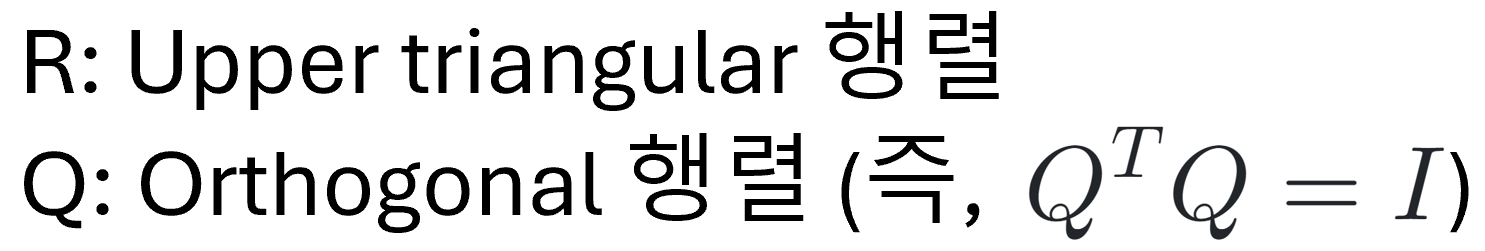 R: Upper triangular 행렬
Q: Orthogonal 행렬 (즉, $Q^T Q = I$)